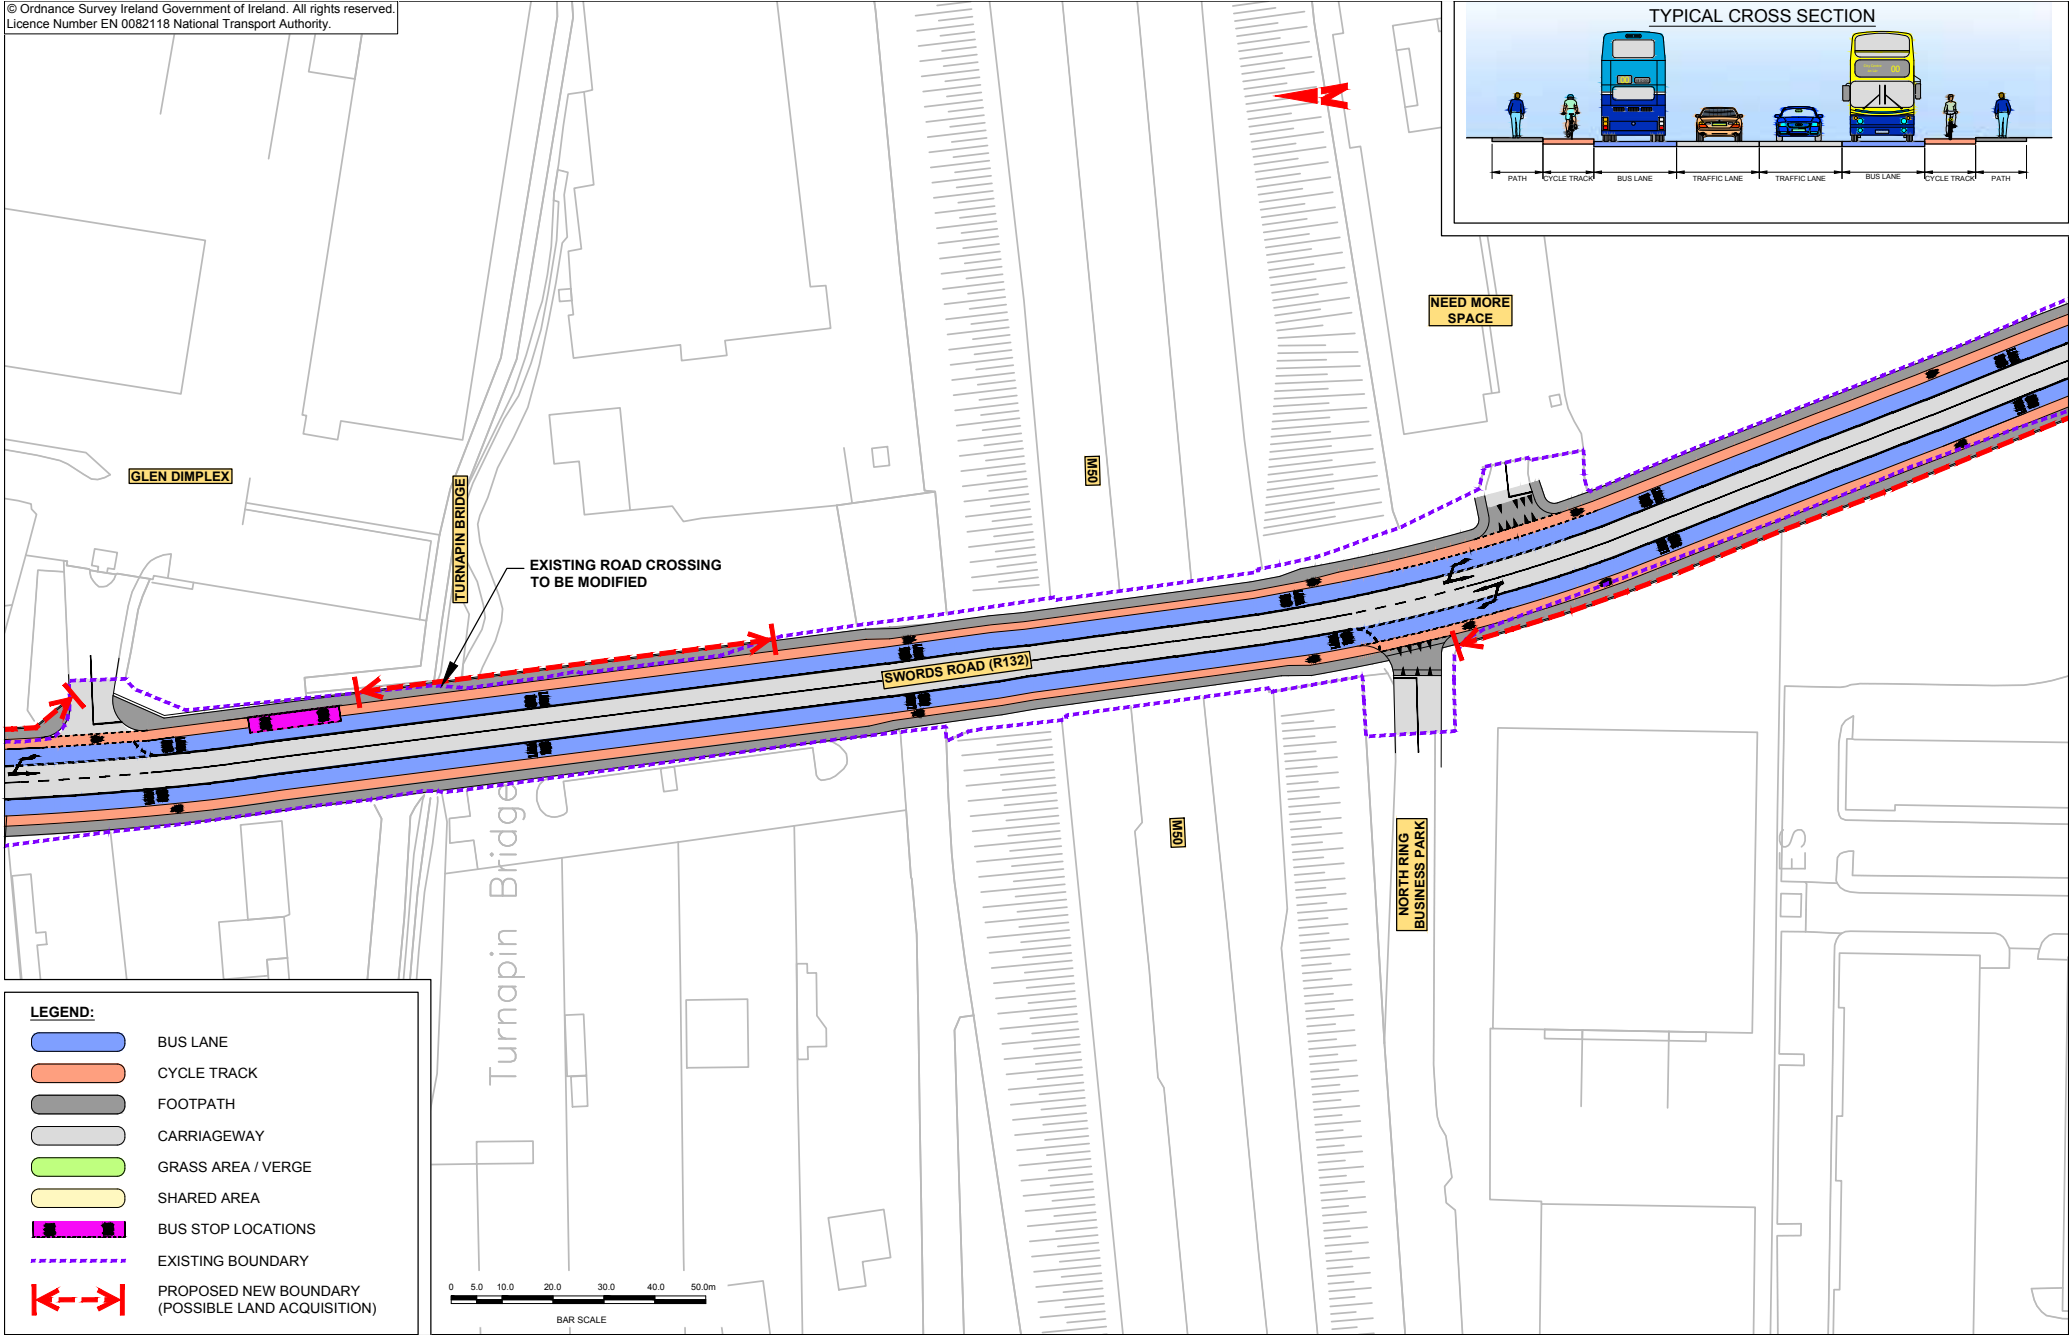 © Ordnance Survey Ireland Government of Ireland. All rights reserved.
Licence Number EN 0082118 National Transport Authority.
TYPICAL CROSS SECTION
00
00
PATH
CYCLE TRACK
BUS LANE
TRAFFIC LANE
TRAFFIC LANE
BUS LANE
CYCLE TRACK
PATH
N
NEED MORE
SPACE
GLEN DIMPLEX
TURNAPIN BRIDGE
M50
EXISTING ROAD CROSSING
TO BE MODIFIED
SWORDS ROAD (R132)
Turnapin Bridge
M50
NORTH RING
BUSINESS PARK
ES
LEGEND:
BUS LANE
CYCLE TRACK
FOOTPATH
CARRIAGEWAY
GRASS AREA / VERGE
SHARED AREA
BUS STOP LOCATIONS
EXISTING BOUNDARY
PROPOSED NEW BOUNDARY
(POSSIBLE LAND ACQUISITION)
0 5.0 10.0 20.0 30.0 40.0 50.0m
BAR SCALE